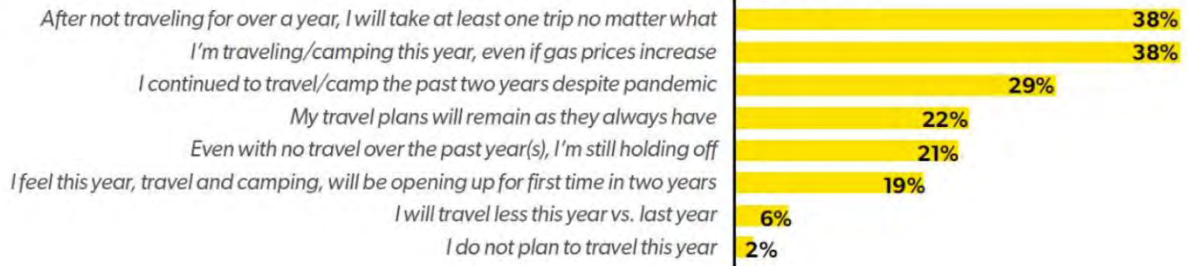 After not traveling for over a year, I will take at least one trip no matter what 38%
I'm traveling/camping this year, even if gas prices increase 38%
I continued to travel/camp the past two years despite pandemic 29%
My travel plans will remain as they always have 22%
Even with no travel over the past year(s), I'm still holding off 21%
I feel this year, travel and camping, will be opening up for first time in two years 19%
I will travel less this year vs. last year 6%
I do not plan to travel this year 2%